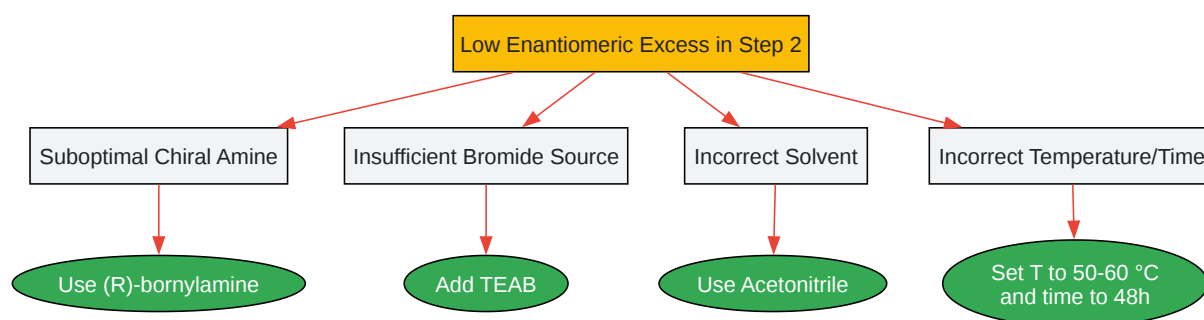 Low Enantiomeric Excess in Step 2
Suboptimal Chiral Amine
Insufficient Bromide Source
Incorrect Solvent
Incorrect Temperature/Time
Use (R)-bornylamine
Add TEAB
Use Acetonitrile
Set T to 50-60 °C
and time to 48h